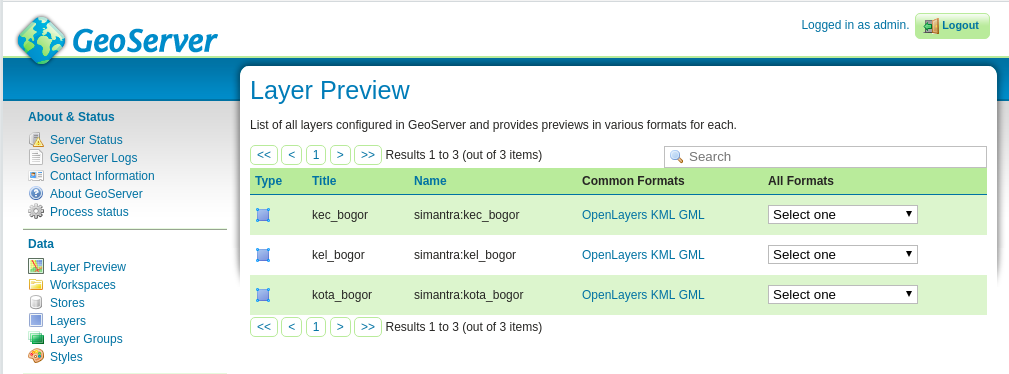 GeoServer
Logged in as admin. Logout
About & Status
Server Status
GeoServer Logs
Contact Information
About GeoServer
Process status
Data
Layer Preview
Workspaces
Stores
Layers
Layer Groups
Styles
Layer Preview
List of all layers configured in GeoServer and provides previews in various formats for each.
<< < 1 > >> Results 1 to 3 (out of 3 items) Search
Type Title Name Common Formats All Formats
kec_bogor simantra:kec_bogor OpenLayers KML GML Select one
kel_bogor simantra:kel_bogor OpenLayers KML GML Select one
kota_bogor simantra:kota_bogor OpenLayers KML GML Select one
<< < 1 > >> Results 1 to 3 (out of 3 items)